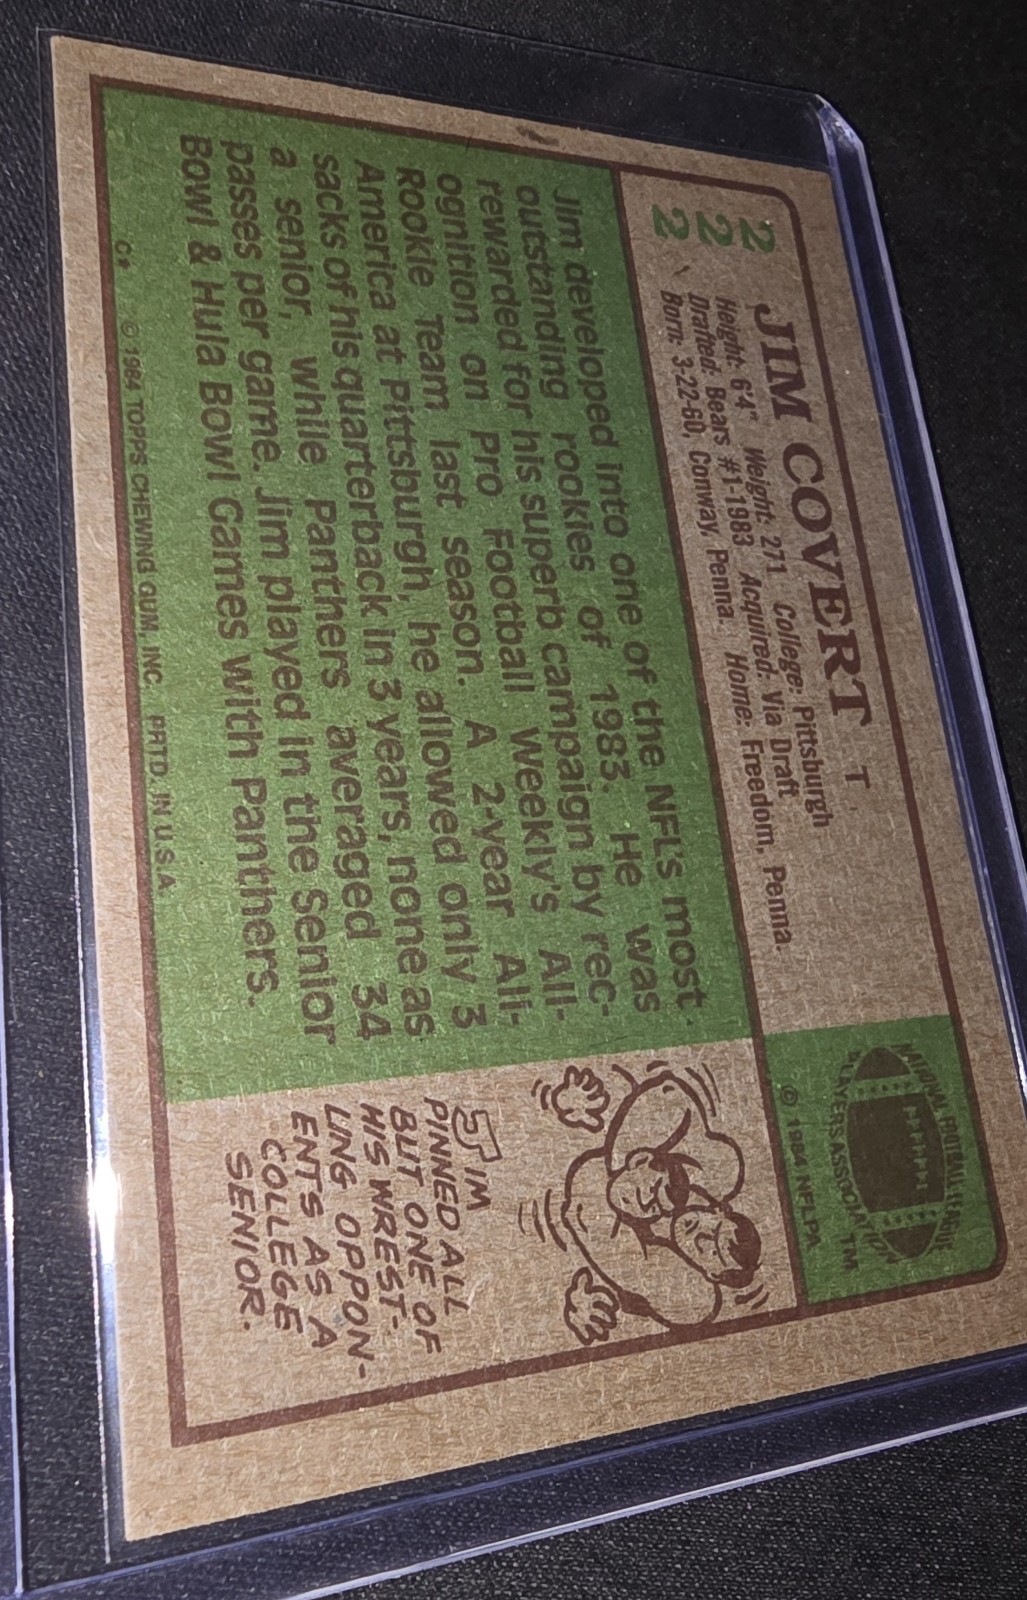 222
JIM COVERT T
Height: 6'4" Weight: 271 College: Pittsburgh
Drafted: Bears #1-1983 Acquired: Via Draft
Born: 3-22-60, Conway, Penna. Home: Freedom, Penna.
NATIONAL FOOTBALL LEAGUE
PLAYERS ASSOCIATION
TM
© 1984 NFLPA
Jim developed into one of the NFL's most
outstanding rookies of 1983. He was
rewarded for his superb campaign by rec-
ognition on Pro Football Weekly's All-
Rookie Team last season. A 2-year All-
America at Pittsburgh, he allowed only 3
sacks of his quarterback in 3 years, none as
a senior, while Panthers averaged 34
passes per game. Jim played in the Senior
Bowl & Hula Bowl Games with Panthers.
JIM
PINNED ALL
BUT ONE OF
HIS WREST-
LING OPPON-
ENTS AS A
COLLEGE
SENIOR.
C* © 1984 TOPPS CHEWING GUM, INC. PRTD. IN U.S.A.